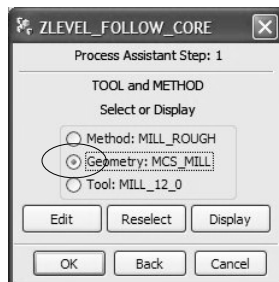 ZLEVEL_FOLLOW_CORE
Process Assistant Step: 1
TOOL and METHOD
Select or Display
Method: MILL_ROUGH
Geometry: MCS_MILL
Tool: MILL_12_0
Edit Reselect Display
OK Back Cancel